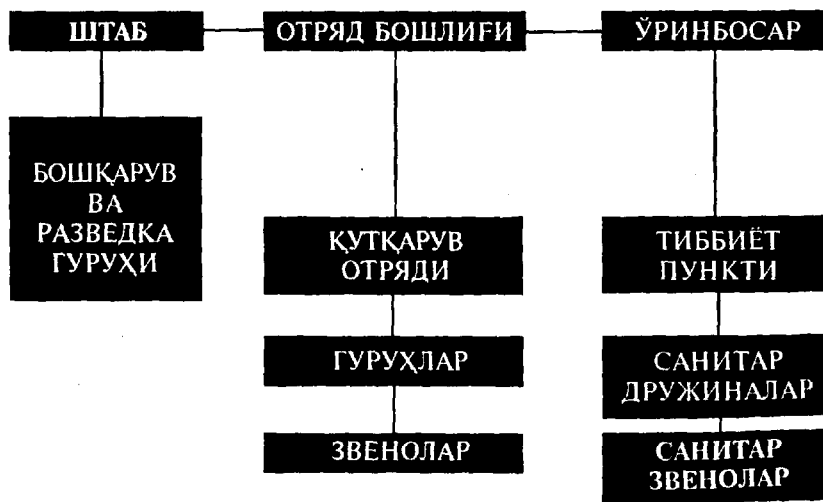 ШТАБ
ОТРЯД БОШЛИҒИ
ЎРИНБОСАР
БОШҚАРУВ
ВА
РАЗВЕДКА
ГУРУҲИ
ҚУТҚАРУВ
ОТРЯДИ
ТИББИЁТ
ПУНКТИ
ГУРУҲЛАР
САНИТАР
ДРУЖИНАЛАР
ЗВЕНОЛАР
САНИТАР
ЗВЕНОЛАР